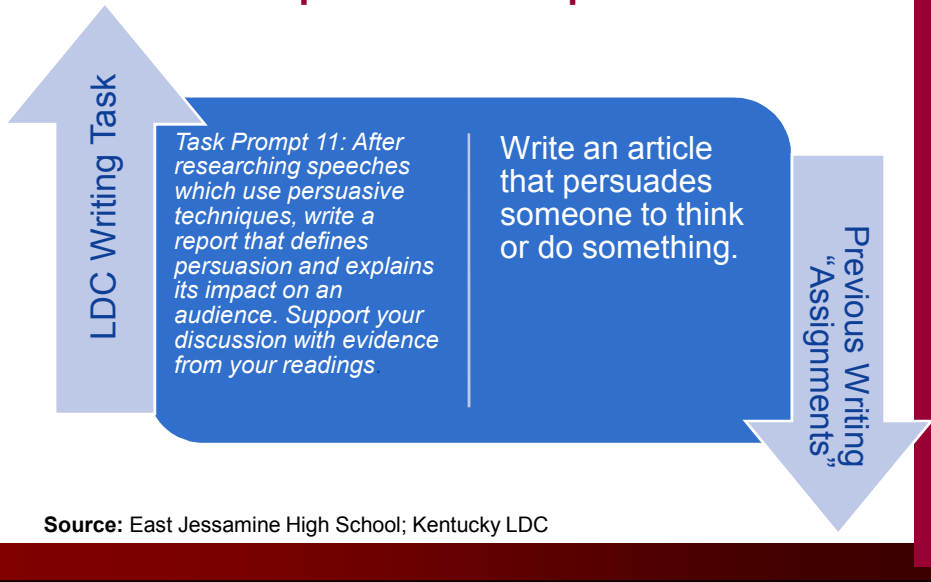 LDC Writing Task
Task Prompt 11: After
researching speeches
which use persuasive
techniques, write a
report that defines
persuasion and explains
its impact on an
audience. Support your
discussion with evidence
from your readings.
Write an article
that persuades
someone to think
or do something.
Previous Writing
“Assignments”
Source: East Jessamine High School; Kentucky LDC